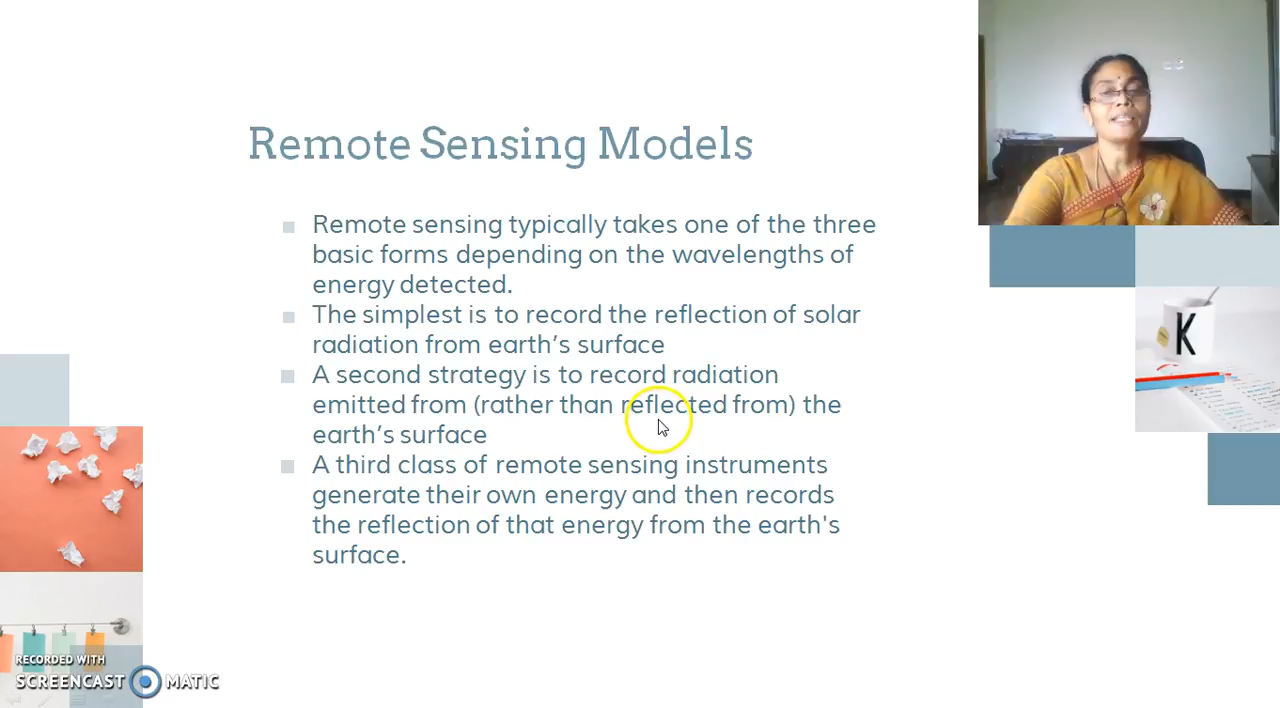 Remote Sensing Models
Remote sensing typically takes one of the three
basic forms depending on the wavelengths of
energy detected.
The simplest is to record the reflection of solar
radiation from earth’s surface
A second strategy is to record radiation
emitted from (rather than reflected from) the
earth’s surface
A third class of remote sensing instruments
generate their own energy and then records
the reflection of that energy from the earth's
surface.
K
RECORDED WITH
SCREENCAST MATIC